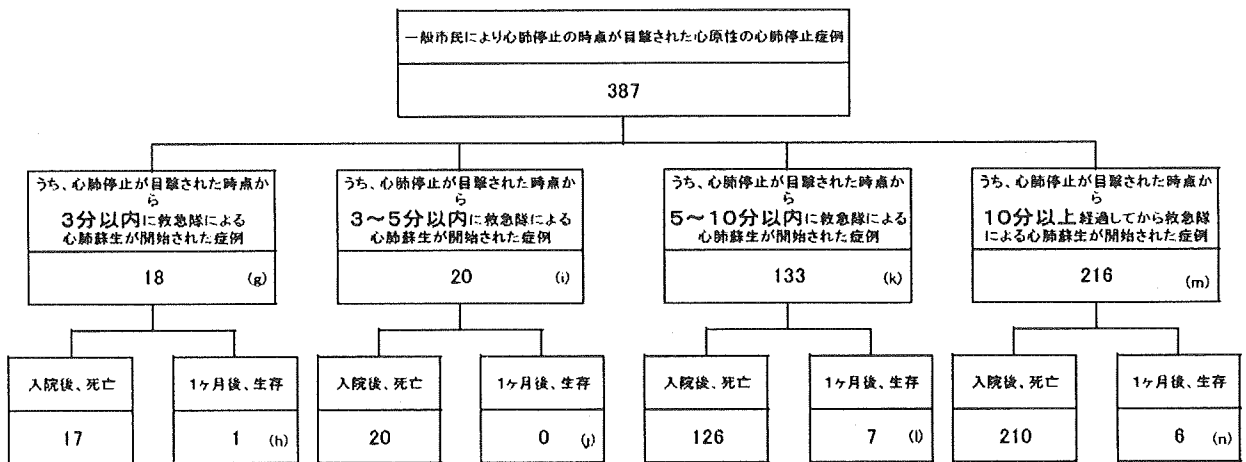 一般市民により心肺停止の時点が目撃された心原性の心肺停止症例
387
うち、心肺停止が目撃された時点か
ら
3分以内に救急隊による
心肺蘇生が開始された症例
18 (g)
うち、心肺停止が目撃された時点か
ら
3～5分以内に救急隊による
心肺蘇生が開始された症例
20 (i)
うち、心肺停止が目撃された時点か
ら
5～10分以内に救急隊による
心肺蘇生が開始された症例
133 (k)
うち、心肺停止が目撃された時点か
ら
10分以上経過してから救急隊
による心肺蘇生が開始された症例
216 (m)
入院後、死亡
17
1ヶ月後、生存
1 (h)
入院後、死亡
20
1ヶ月後、生存
0 (j)
入院後、死亡
126
1ヶ月後、生存
7 (l)
入院後、死亡
210
1ヶ月後、生存
6 (n)